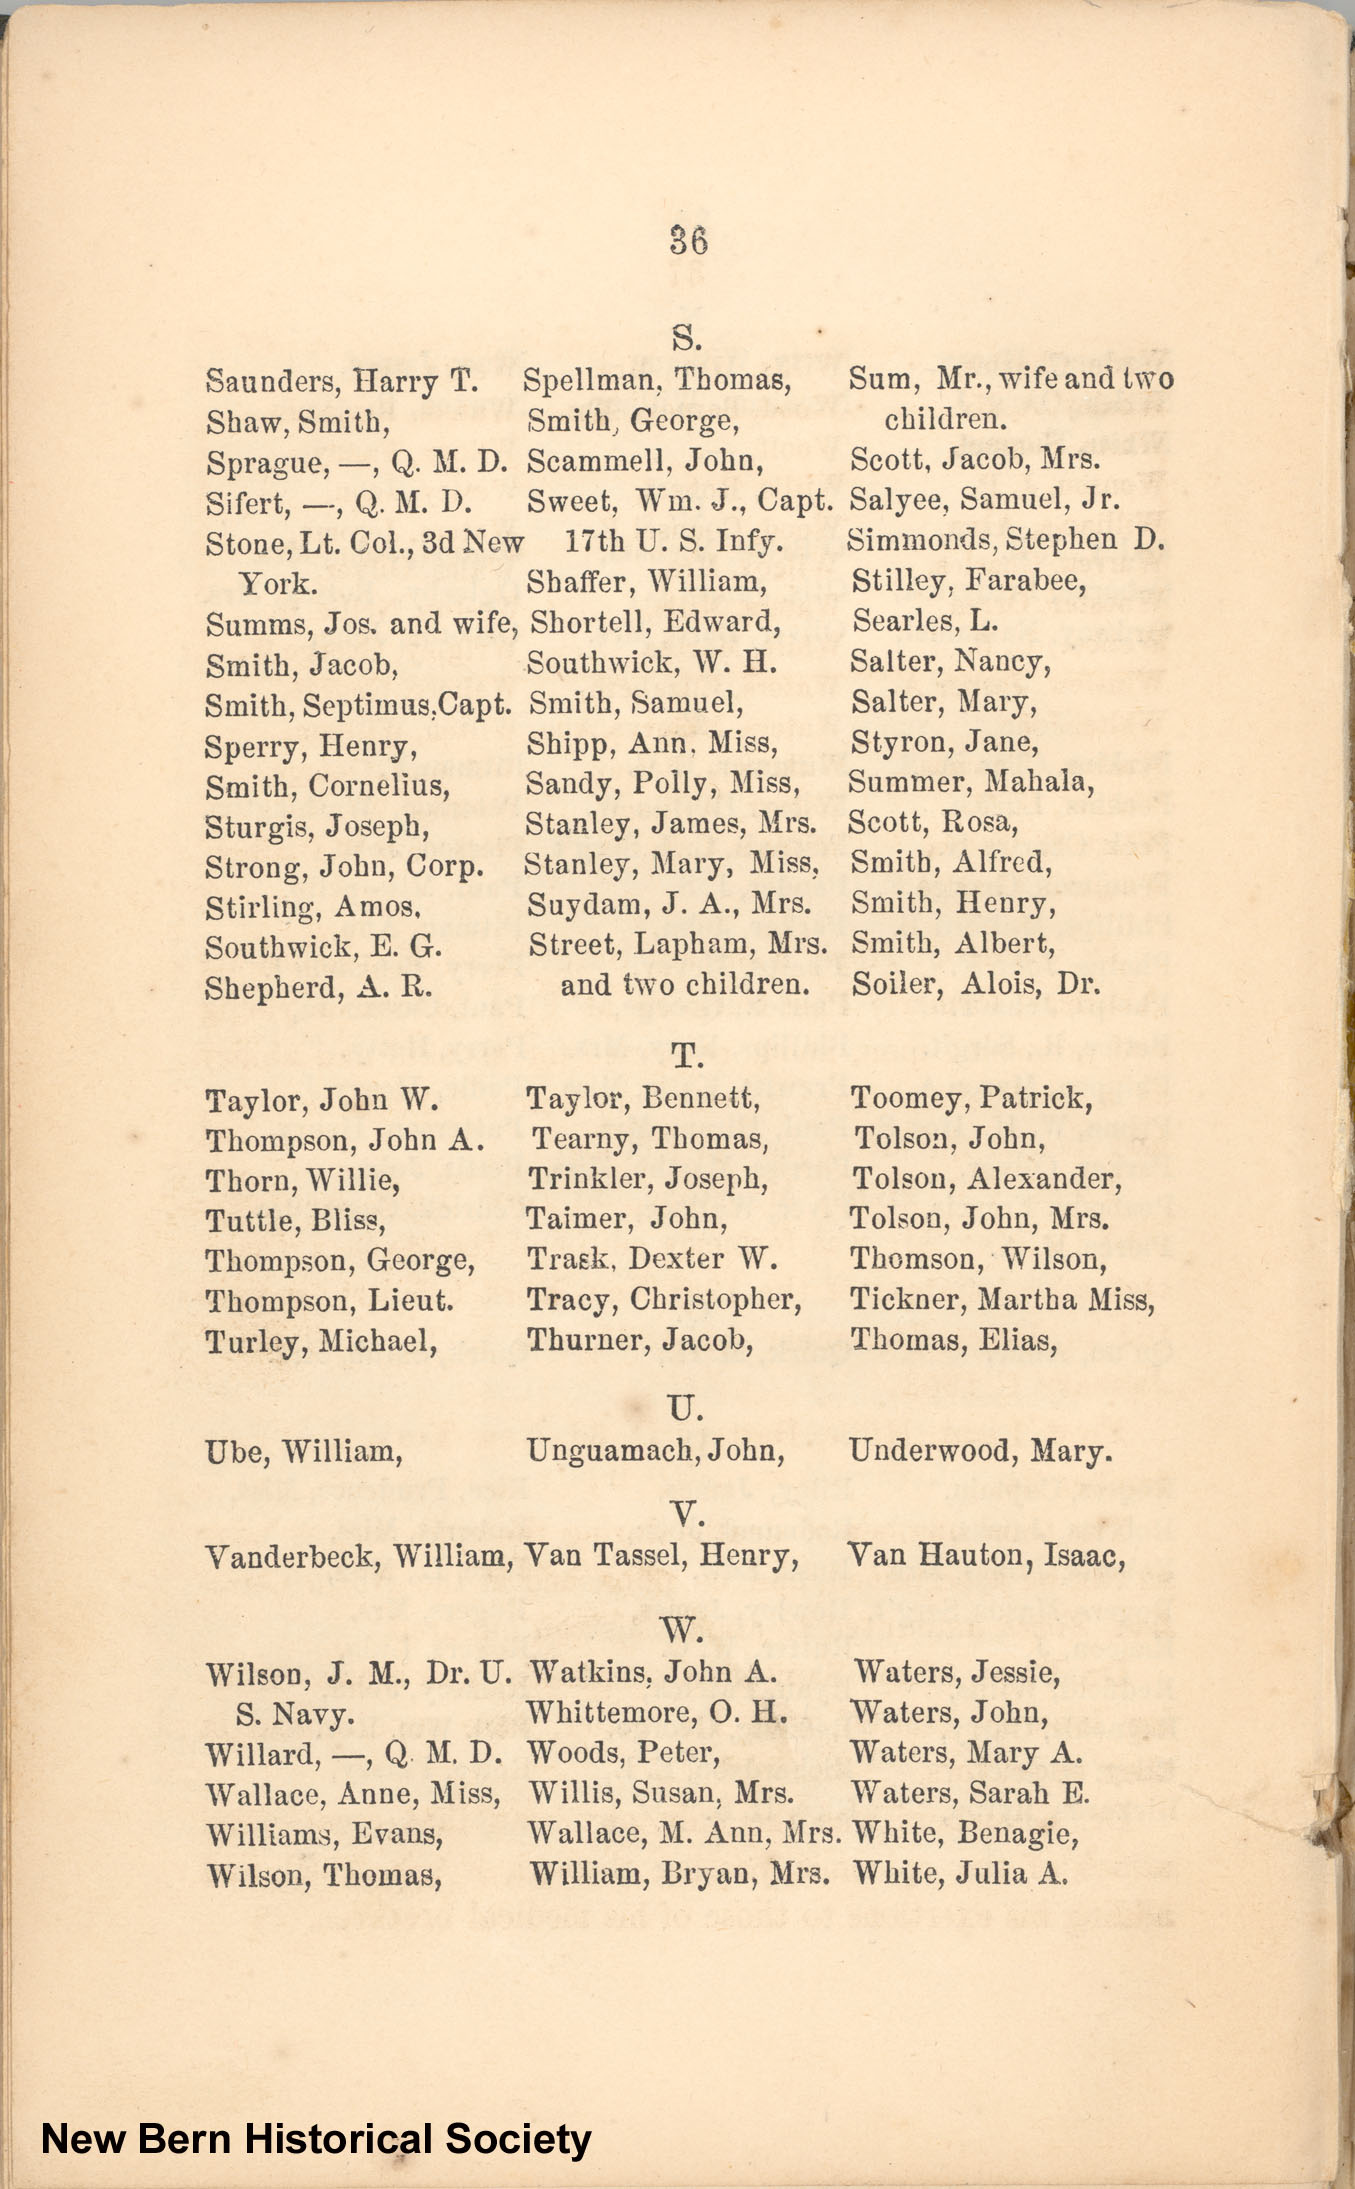 36
S.
Saunders, Harry T.
Shaw, Smith,
Sprague, —, Q. M. D.
Sifert, —, Q. M. D.
Stone, Lt. Col., 3d New
York.
Summs, Jos. and wife,
Smith, Jacob,
Smith, Septimus, Capt.
Sperry, Henry,
Smith, Cornelius,
Sturgis, Joseph,
Strong, John, Corp.
Stirling, Amos,
Southwick, E. G.
Shepherd, A. R.
Spellman, Thomas,
Smith, George,
Scammell, John,
Sweet, Wm. J., Capt.
17th U. S. Infy.
Shaffer, William,
Shortell, Edward,
Southwick, W. H.
Smith, Samuel,
Shipp, Ann, Miss,
Sandy, Polly, Miss,
Stanley, James, Mrs.
Stanley, Mary, Miss,
Suydam, J. A., Mrs.
Street, Lapham, Mrs.
and two children.
Sum, Mr., wife and two
children.
Scott, Jacob, Mrs.
Salyee, Samuel, Jr.
Simmonds, Stephen D.
Stilley, Farabee,
Searles, L.
Salter, Nancy,
Salter, Mary,
Styron, Jane,
Summer, Mahala,
Scott, Rosa,
Smith, Alfred,
Smith, Henry,
Smith, Albert,
Soiler, Alois, Dr.
T.
Taylor, John W.
Thompson, John A.
Thorn, Willie,
Tuttle, Bliss,
Thompson, George,
Thompson, Lieut.
Turley, Michael,
Taylor, Bennett,
Tearny, Thomas,
Trinkler, Joseph,
Taimer, John,
Trask, Dexter W.
Tracy, Christopher,
Thurner, Jacob,
Toomey, Patrick,
Tolson, John,
Tolson, Alexander,
Tolson, John, Mrs.
Thomson, Wilson,
Tickner, Martha Miss,
Thomas, Elias,
U.
Ube, William,
Unguamach, John,
Underwood, Mary.
V.
Vanderbeck, William,
Van Tassel, Henry,
Van Hauton, Isaac,
W.
Wilson, J. M., Dr. U.
S. Navy.
Willard, —, Q. M. D.
Wallace, Anne, Miss,
Williams, Evans,
Wilson, Thomas,
Watkins, John A.
Whittemore, O. H.
Woods, Peter,
Willis, Susan, Mrs.
Wallace, M. Ann, Mrs.
William, Bryan, Mrs.
Waters, Jessie,
Waters, John,
Waters, Mary A.
Waters, Sarah E.
White, Benagie,
White, Julia A.
New Bern Historical Society